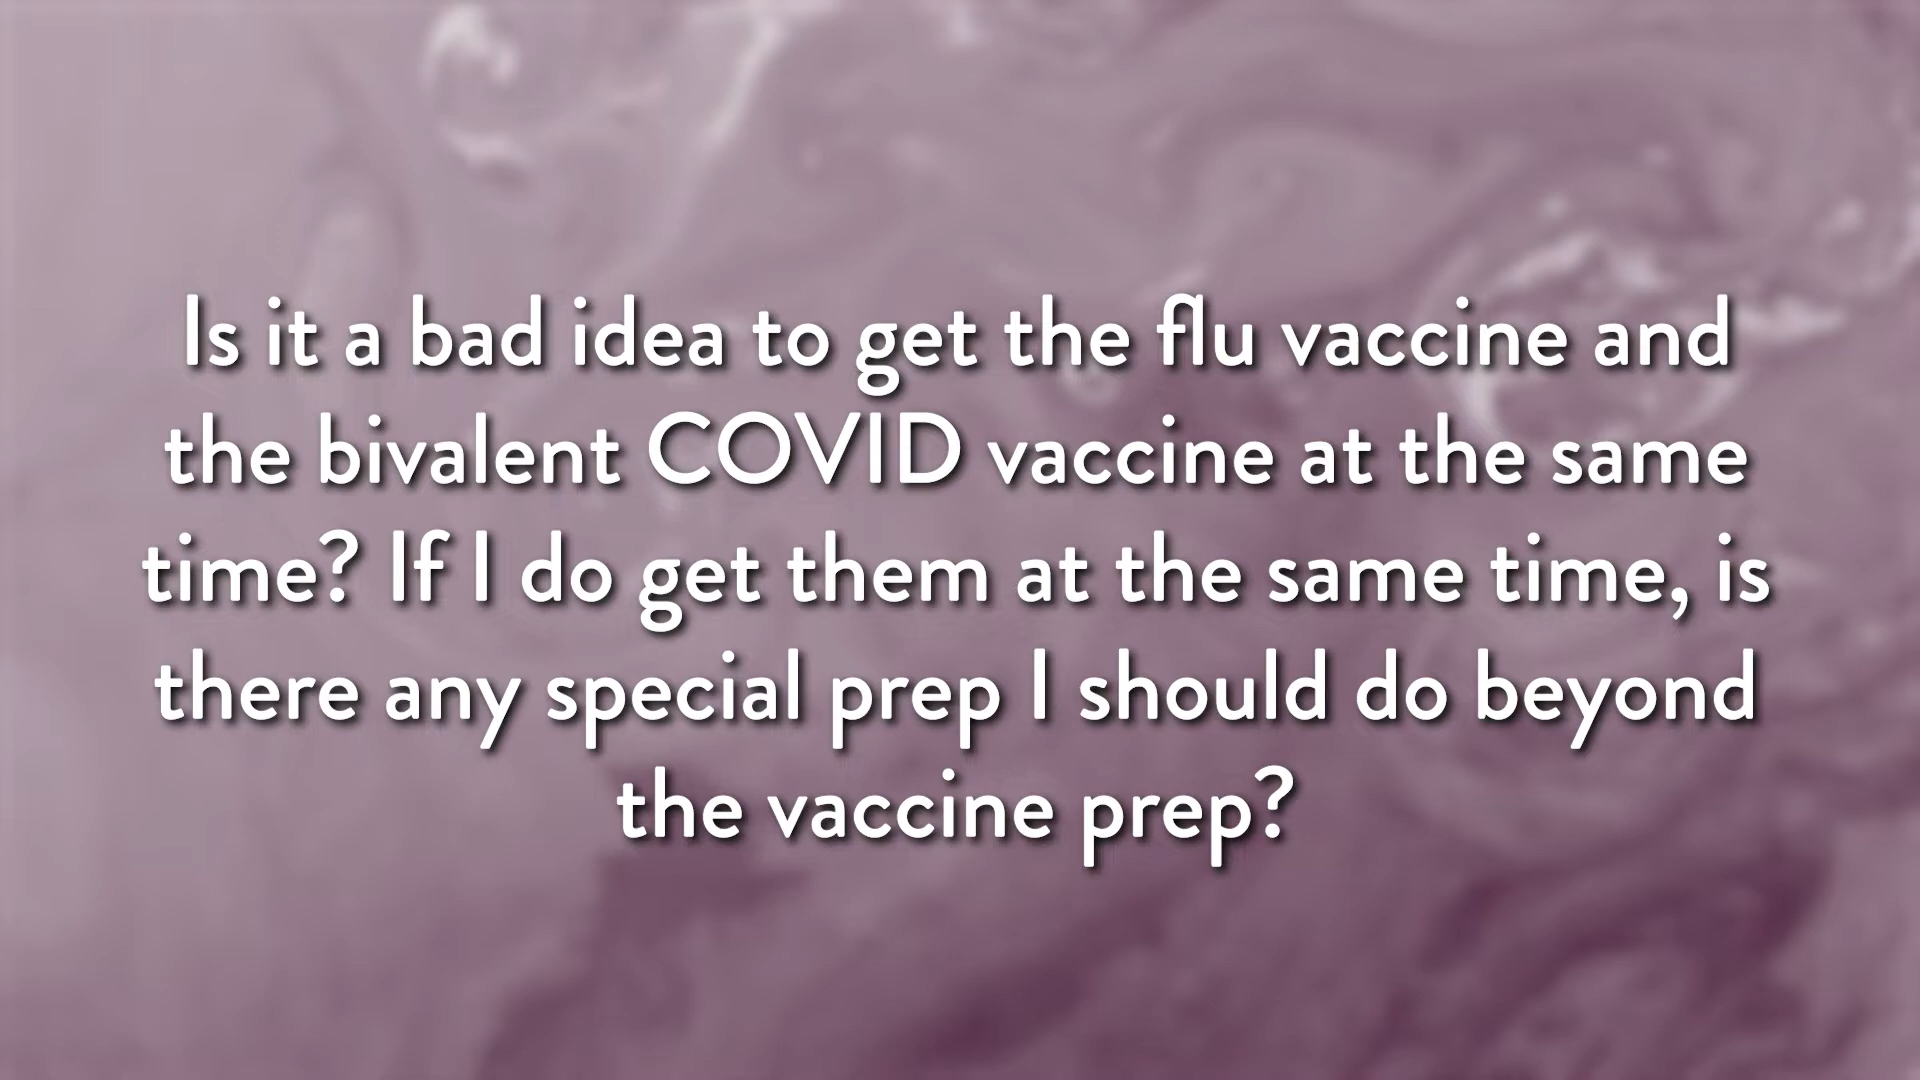 Is it a bad idea to get the flu vaccine and
the bivalent COVID vaccine at the same
time? If I do get them at the same time, is
there any special prep I should do beyond
the vaccine prep?